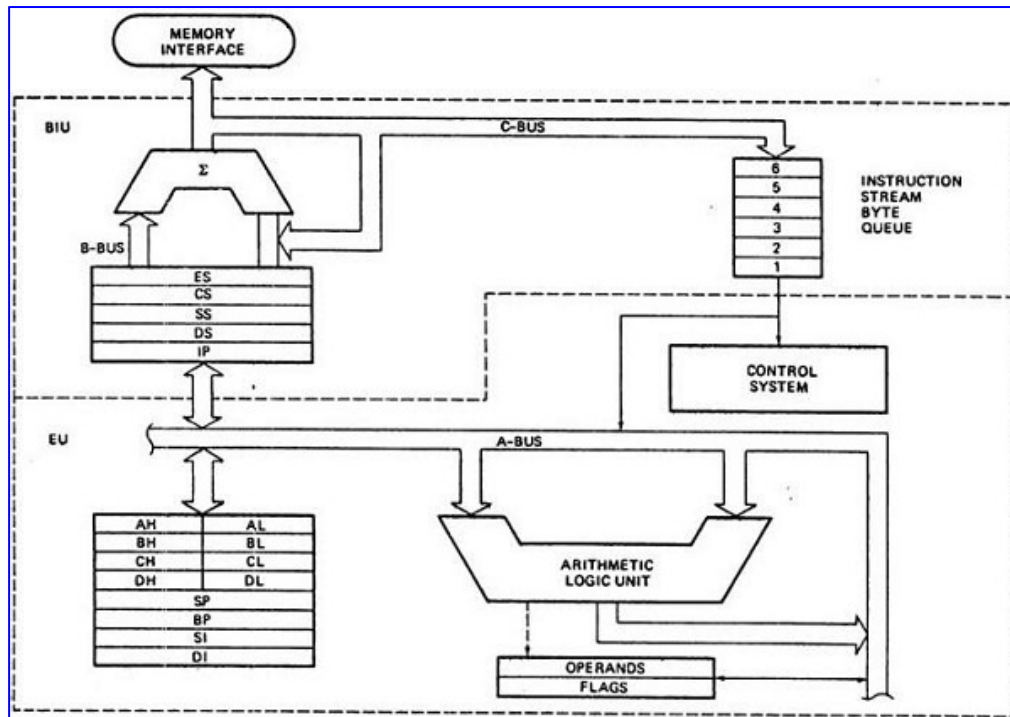 MEMORY
INTERFACE
BIU
C-BUS
Σ
B-BUS
6
5
4
3
2
1
INSTRUCTION
STREAM
BYTE
QUEUE
ES
CS
SS
DS
IP
CONTROL
SYSTEM
EU
A-BUS
AH AL
BH BL
CH CL
DH DL
SP
BP
SI
DI
ARITHMETIC
LOGIC UNIT
OPERANDS
FLAGS